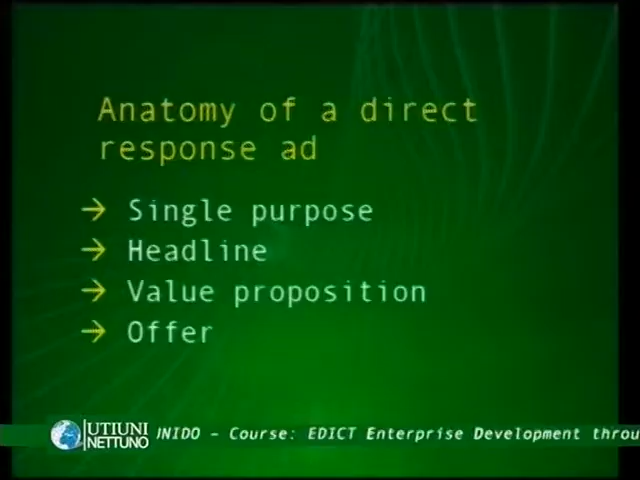 Anatomy of a direct
response ad
→ Single purpose
→ Headline
→ Value proposition
→ Offer
UTIUNI
NETTUNO
INIDO – Course: EDICT Enterprise Development throu